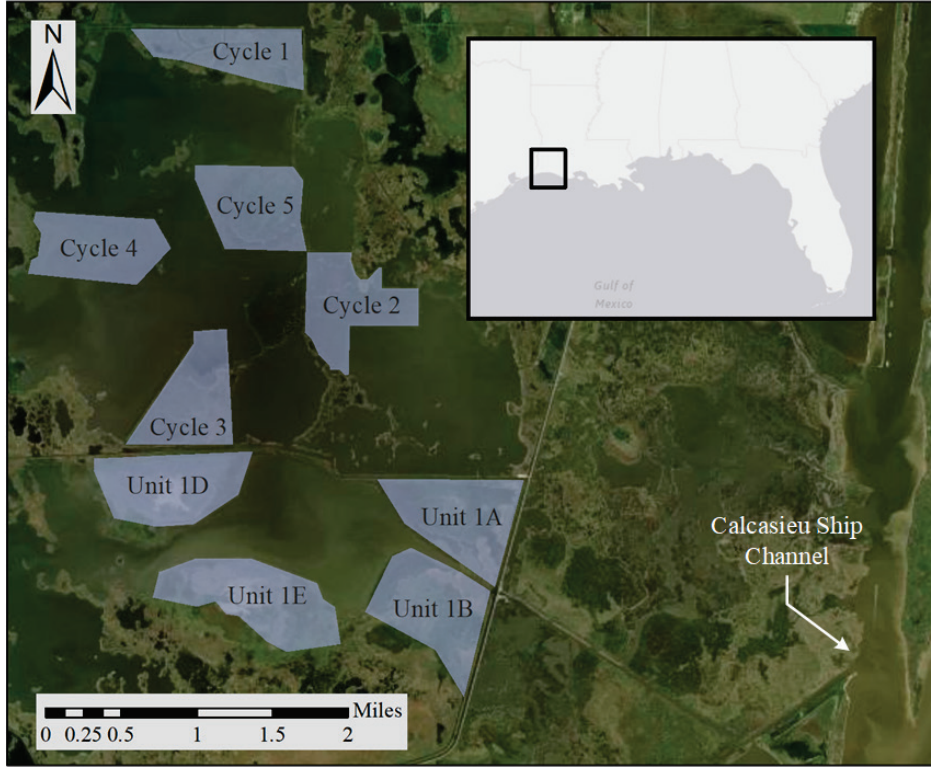 N
Cycle 1
Cycle 5
Cycle 4
Cycle 2
Gulf of
Mexico
Cycle 3
Unit 1D
Unit 1A
Calcasieu Ship
Channel
Unit 1E
Unit 1B
Miles
0 0.25 0.5 1 1.5 2